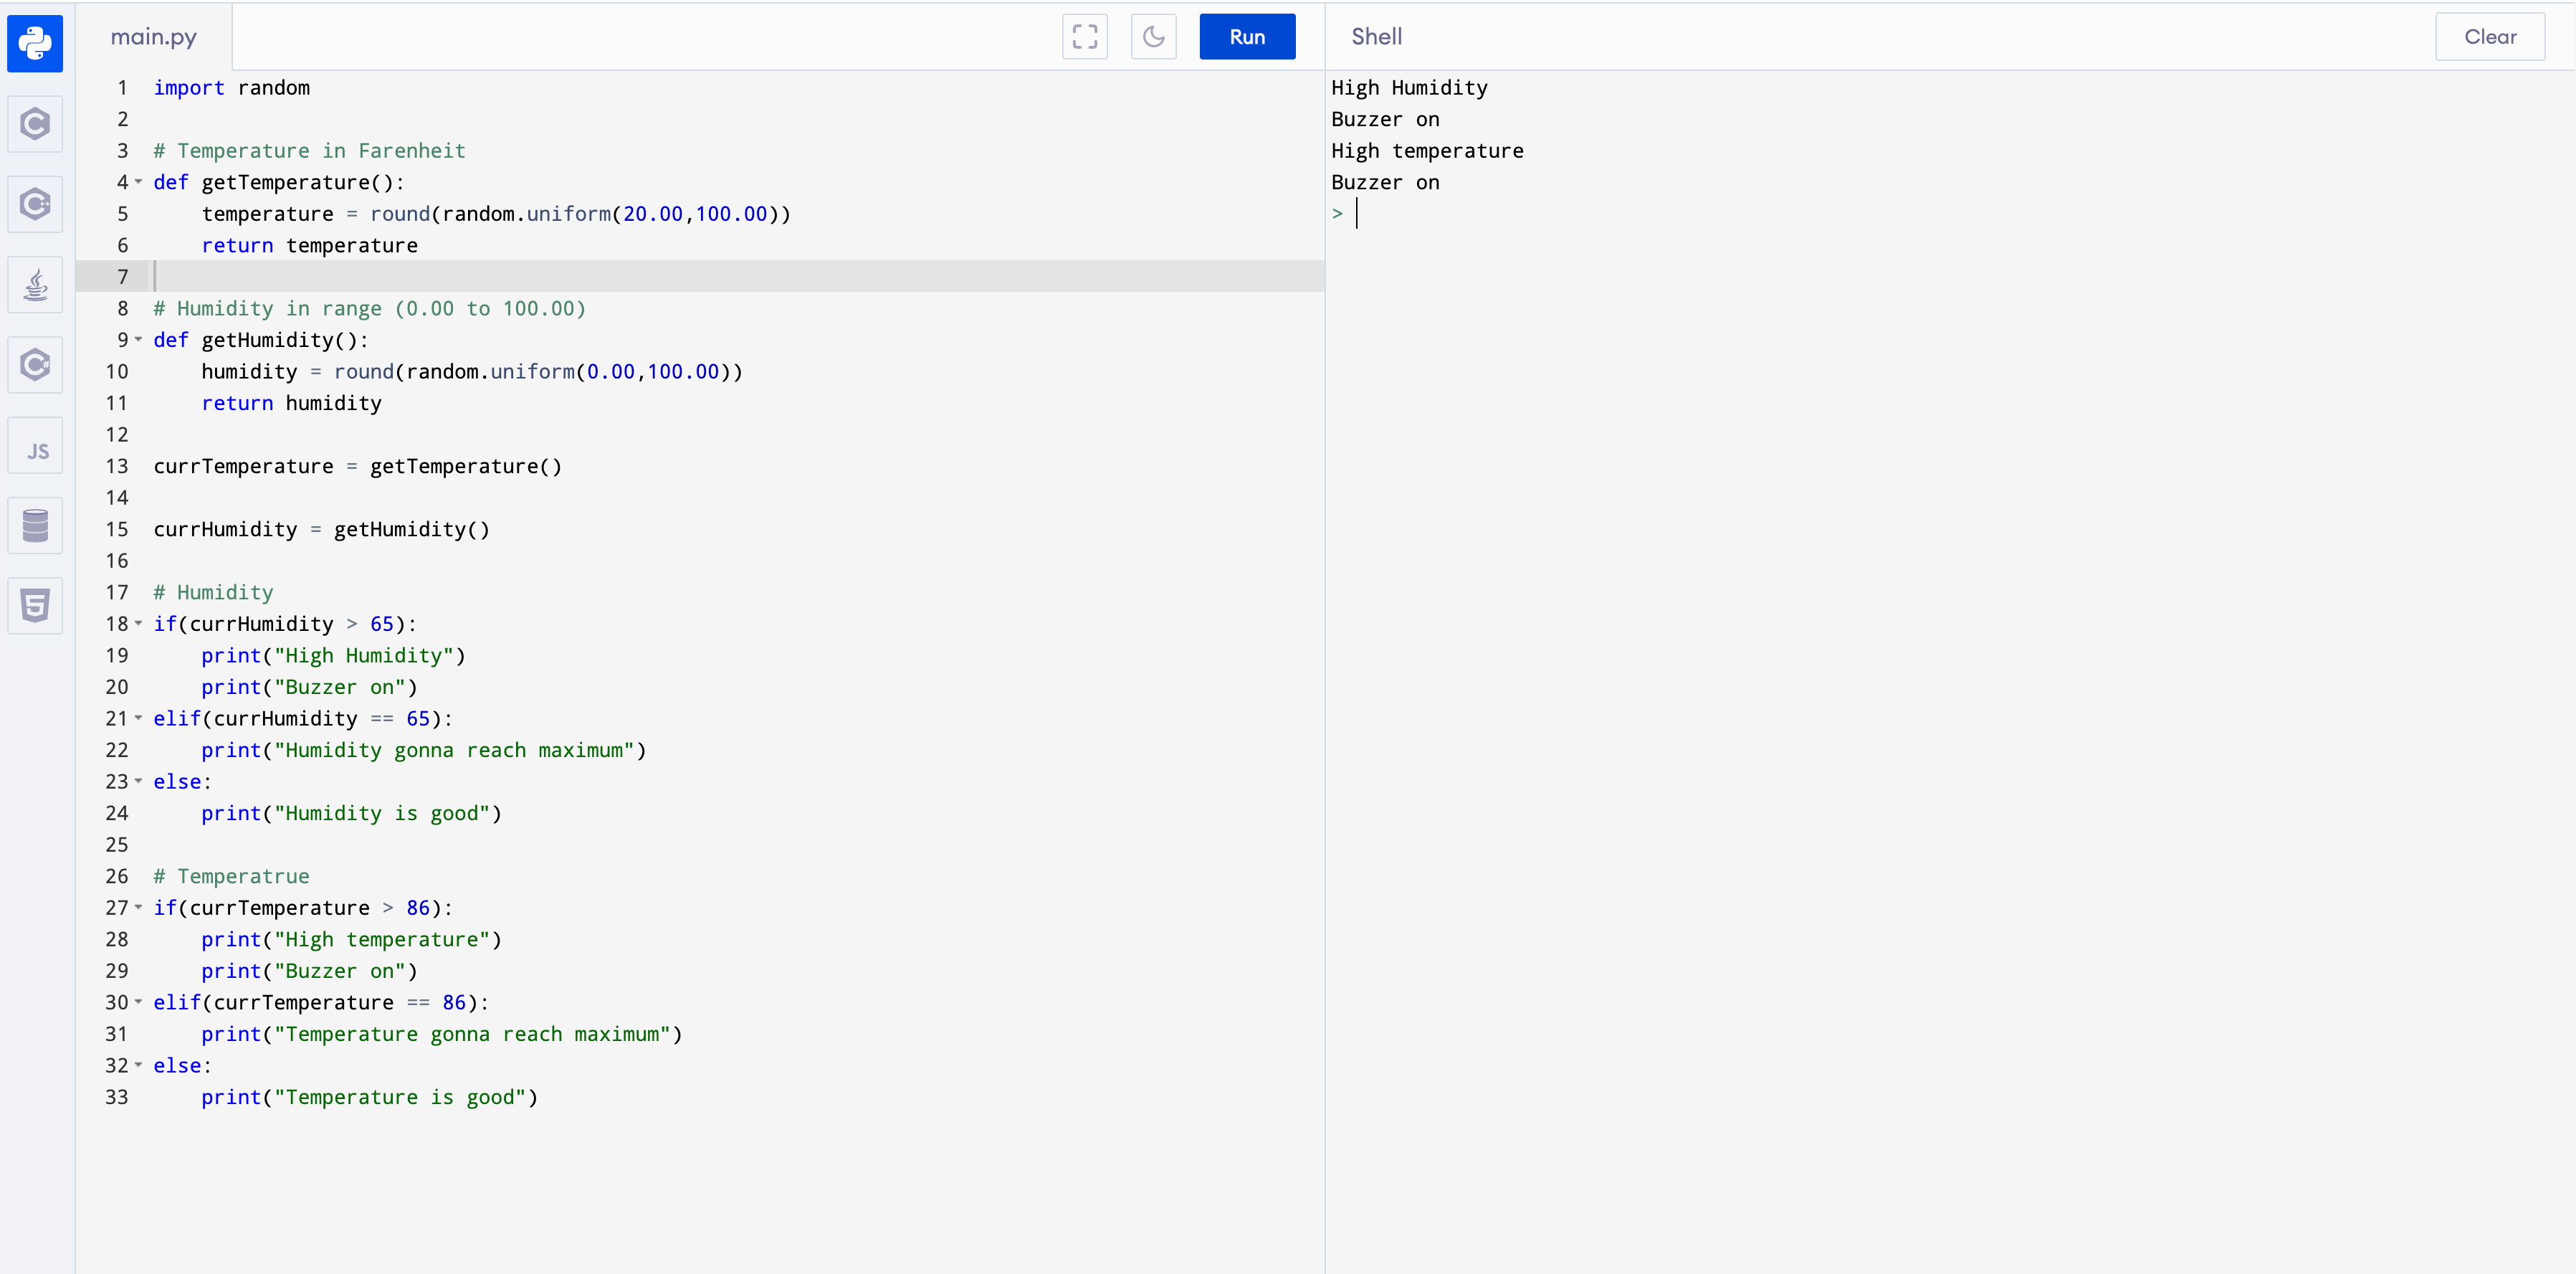 main.py
Run
Shell
Clear
JS
1 import random
2
3 # Temperature in Farenheit
4 def getTemperature():
5     temperature = round(random.uniform(20.00,100.00))
6     return temperature
7
8 # Humidity in range (0.00 to 100.00)
9 def getHumidity():
10     humidity = round(random.uniform(0.00,100.00))
11     return humidity
12
13 currTemperature = getTemperature()
14
15 currHumidity = getHumidity()
16
17 # Humidity
18 if(currHumidity > 65):
19     print("High Humidity")
20     print("Buzzer on")
21 elif(currHumidity == 65):
22     print("Humidity gonna reach maximum")
23 else:
24     print("Humidity is good")
25
26 # Temperatrue
27 if(currTemperature > 86):
28     print("High temperature")
29     print("Buzzer on")
30 elif(currTemperature == 86):
31     print("Temperature gonna reach maximum")
32 else:
33     print("Temperature is good")
High Humidity
Buzzer on
High temperature
Buzzer on
>